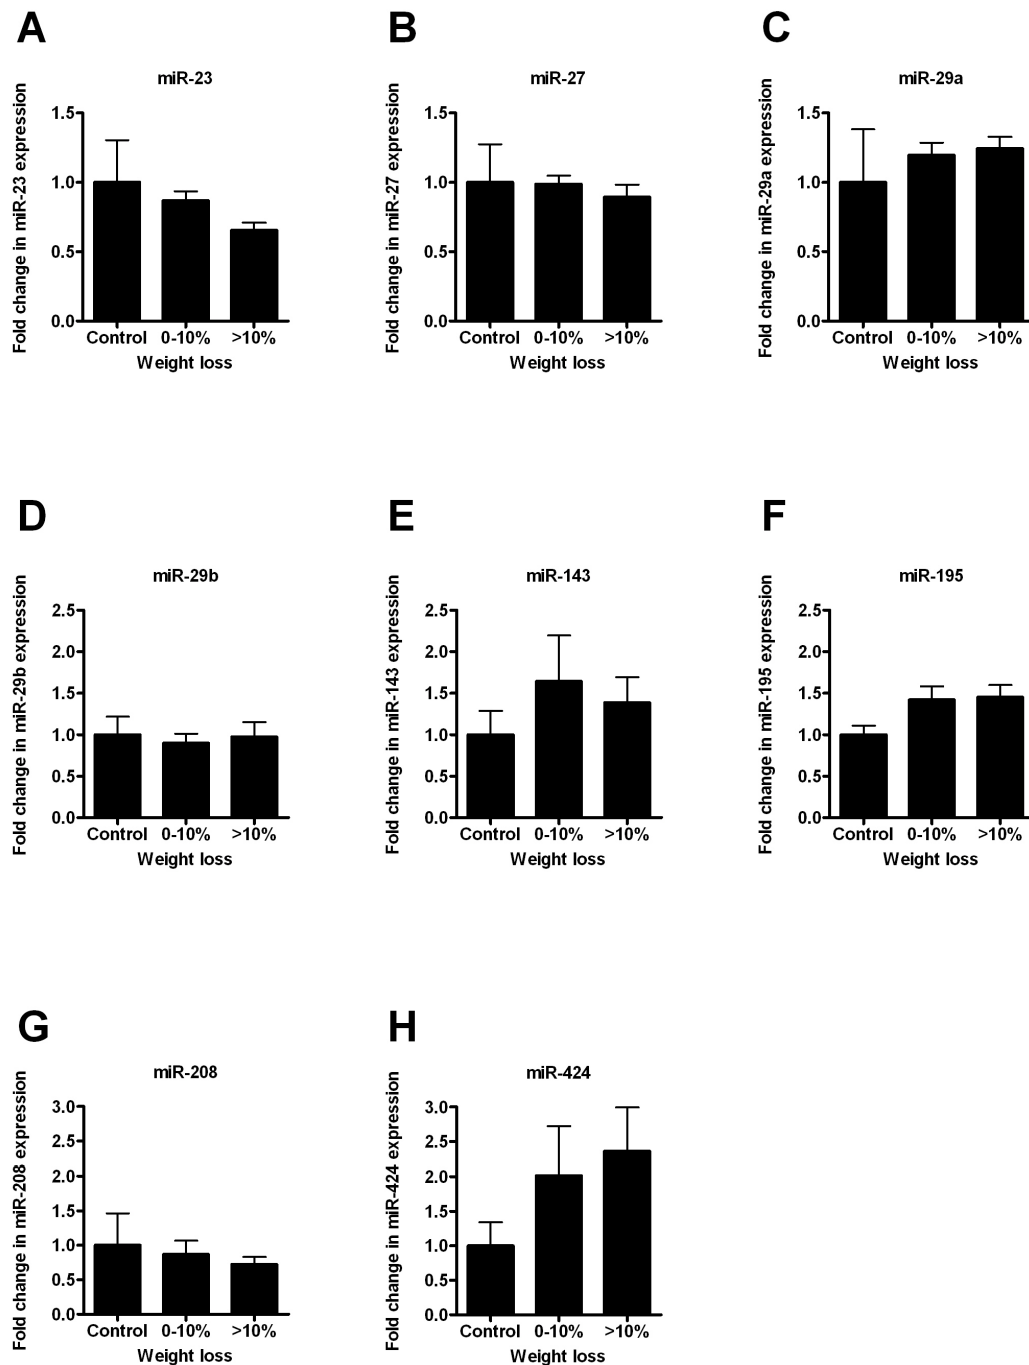 A
B
C
miR-23
miR-27
miR-29a
Fold change in miR-23 expression
1.5
1.0
0.5
0.0
Control 0-10% >10%
Weight loss
Fold change in miR-27 expression
1.5
1.0
0.5
0.0
Control 0-10% >10%
Weight loss
Fold change in miR-29a expression
1.5
1.0
0.5
0.0
Control 0-10% >10%
Weight loss
D
E
F
miR-29b
miR-143
miR-195
Fold change in miR-29b expression
2.5
2.0
1.5
1.0
0.5
0.0
Control 0-10% >10%
Weight loss
Fold change in miR-143 expression
2.5
2.0
1.5
1.0
0.5
0.0
Control 0-10% >10%
Weight loss
Fold change in miR-195 expression
2.5
2.0
1.5
1.0
0.5
0.0
Control 0-10% >10%
Weight loss
G
H
miR-208
miR-424
Fold change in miR-208 expression
3.0
2.5
2.0
1.5
1.0
0.5
0.0
Control 0-10% >10%
Weight loss
Fold change in miR-424 expression
3.0
2.5
2.0
1.5
1.0
0.5
0.0
Control 0-10% >10%
Weight loss